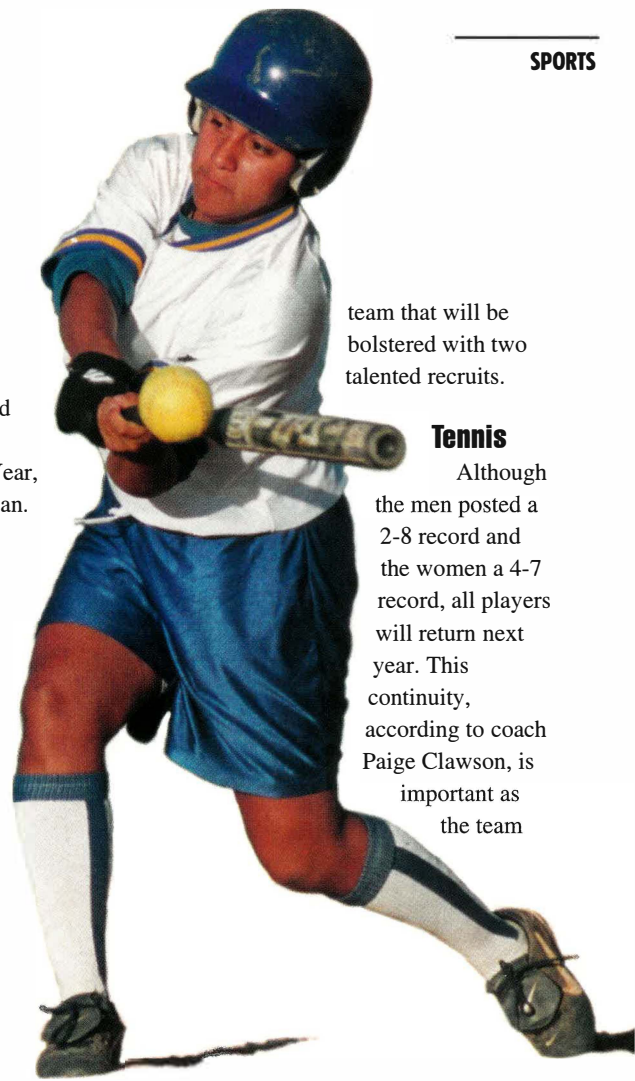 SPORTS
d
Year,
an.
team that will be
bolstered with two
talented recruits.
Tennis
Although
the men posted a
2-8 record and
the women a 4-7
record, all players
will return next
year. This
continuity,
according to coach
Paige Clawson, is
important as
the team